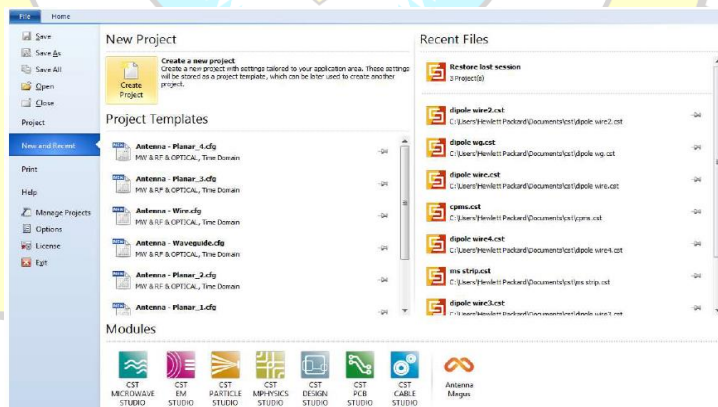 File Home
Save
Save As
Save All
Open
Close
Project
New and Recent
Print
Help
Manage Projects
Options
License
Exit
New Project
Create Project
Create a new project
Create a new project with settings tailored to your application area. These settings
will be stored as a project template, which can be later used to create another
project.
Project Templates
Antenna - Planar_4.cfg
MW & RF & OPTICAL, Time Domain
Antenna - Planar_3.cfg
MW & RF & OPTICAL, Time Domain
Antenna - Wire.cfg
MW & RF & OPTICAL, Time Domain
Antenna - Waveguide.cfg
MW & RF & OPTICAL, Time Domain
Antenna - Planar_2.cfg
MW & RF & OPTICAL, Time Domain
Antenna - Planar_1.cfg
Recent Files
Restore last session
3 Project(s)
dipole wire2.cst
C:\Users\Hewlett Packard\Documents\cst\dipole wire2.cst
dipole wg.cst
C:\Users\Hewlett Packard\Documents\cst\dipole wg.cst
dipole wire.cst
C:\Users\Hewlett Packard\Documents\cst\dipole wire.cst
cpms.cst
C:\Users\Hewlett Packard\Documents\cst\cpms.cst
dipole wire4.cst
C:\Users\Hewlett Packard\Documents\cst\dipole wire4.cst
ms strip.cst
C:\Users\Hewlett Packard\Documents\cst\ms strip.cst
dipole wire3.cst
C:\Users\Hewlett Packard\Documents\cst\dipole wire3.cst
Modules
CST MICROWAVE STUDIO
CST EM STUDIO
CST PARTICLE STUDIO
CST MPHYSICS STUDIO
CST DESIGN STUDIO
CST PCB STUDIO
CST CABLE STUDIO
Antenna Magus